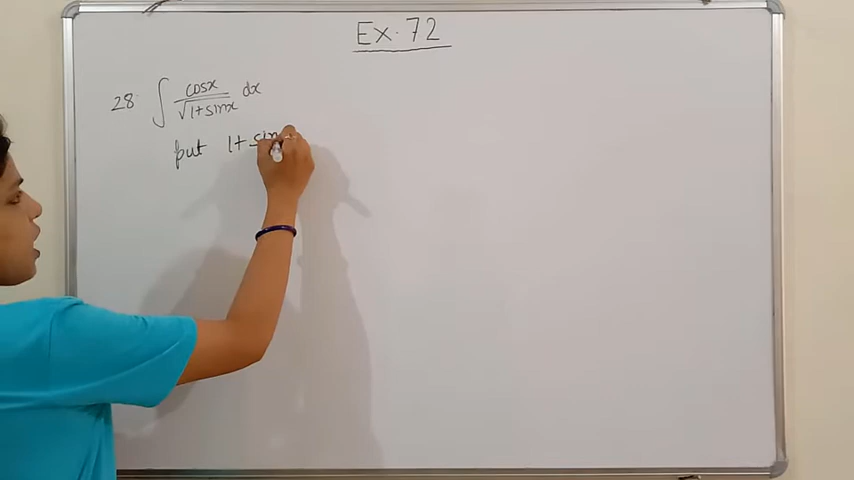 Ex. 72
28 ∫ cosx / √1+sinx dx
put 1+ sin